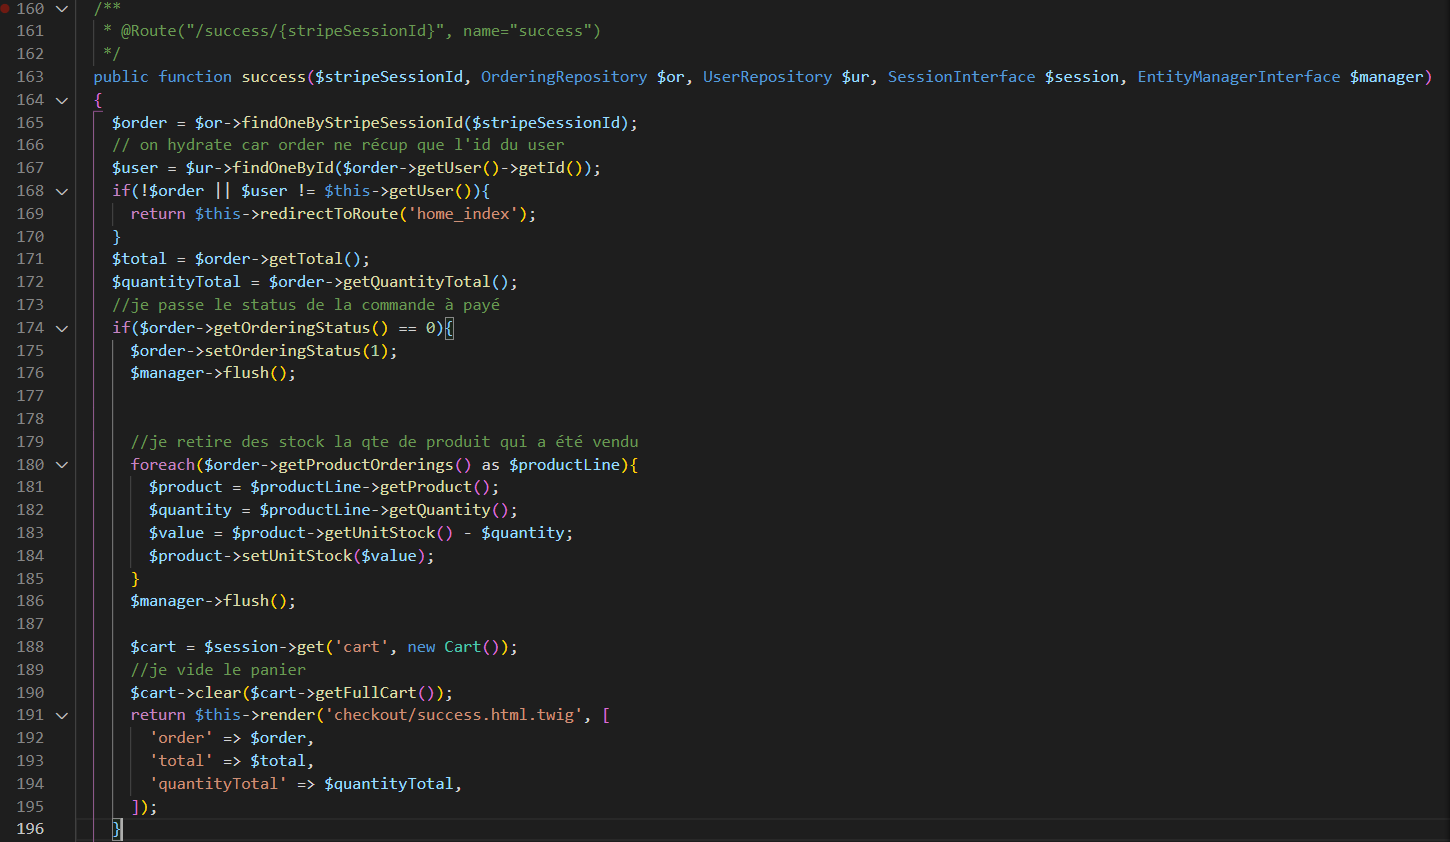 160 /**
161 * @Route("/success/{stripeSessionId}", name="success")
162 */
163 public function success($stripeSessionId, OrderingRepository $or, UserRepository $ur, SessionInterface $session, EntityManagerInterface $manager)
164 {
165 $order = $or->findOneByStripeSessionId($stripeSessionId);
166 // on hydrate car order ne récup que l'id du user
167 $user = $ur->findOneById($order->getUser()->getId());
168 if(!$order || $user != $this->getUser()){
169 return $this->redirectToRoute('home_index');
170 }
171 $total = $order->getTotal();
172 $quantityTotal = $order->getQuantityTotal();
173 //je passe le status de la commande à payé
174 if($order->getOrderingStatus() == 0){
175 $order->setOrderingStatus(1);
176 $manager->flush();
177
178
179 //je retire des stock la qte de produit qui a été vendu
180 foreach($order->getProductOrderings() as $productLine){
181 $product = $productLine->getProduct();
182 $quantity = $productLine->getQuantity();
183 $value = $product->getUnitStock() - $quantity;
184 $product->setUnitStock($value);
185 }
186 $manager->flush();
187
188 $cart = $session->get('cart', new Cart());
189 //je vide le panier
190 $cart->clear($cart->getFullCart());
191 return $this->render('checkout/success.html.twig', [
192 'order' => $order,
193 'total' => $total,
194 'quantityTotal' => $quantityTotal,
195 ]);
196 }